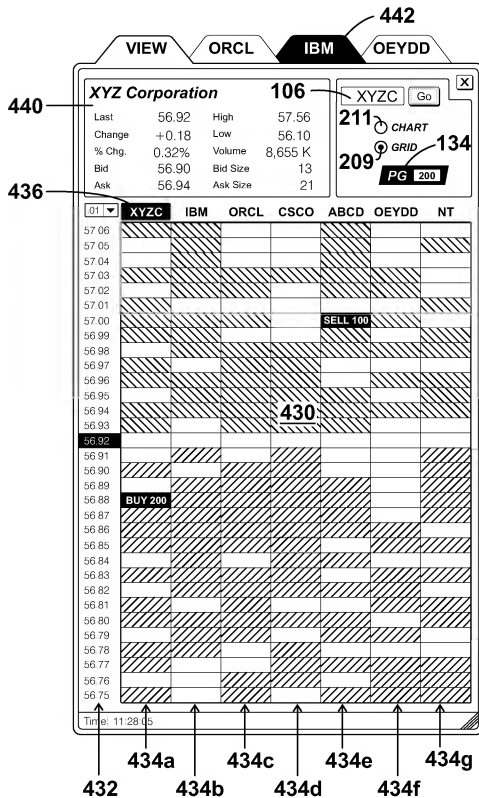 442
VIEW ORCL IBM OEYDD
X
440
XYZ Corporation
106
XYZC Go
Last 56.92 High 57.56
211
CHART
Change +0.18 Low 56.10
134
% Chg. 0.32% Volume 8,655 K
209
GRID
Bid 56.90 Bid Size 13
PG 200
436
Ask 56.94 Ask Size 21
.01 XYZC IBM ORCL CSCO ABCD OEYDD NT
57 06
57 05
57.04
57 03
57 02
57.01
57.00 SELL 100
56.99
56 98
56 97
56 96
56.95
56 94
430
56 93
56.92
56 91
56 90
56.89
56 88 BUY 200
56 87
56 86
56.85
56 84
56.83
56 82
56.81
56 80
56.79
56.78
56.77
56.76
56.75
Time: 11:28:05
434a 434c 434e 434g
432 434b 434d 434f